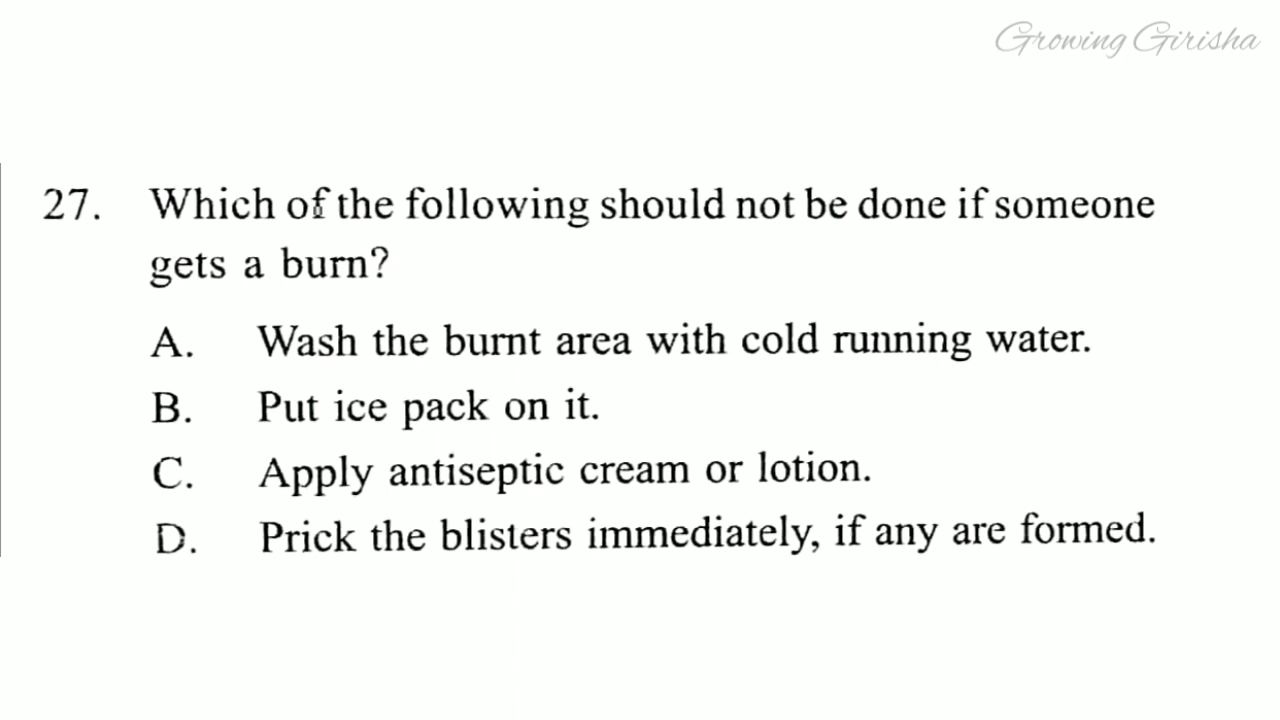 Growing Girisha
27. Which of the following should not be done if someone
gets a burn?
A. Wash the burnt area with cold running water.
B. Put ice pack on it.
C. Apply antiseptic cream or lotion.
D. Prick the blisters immediately, if any are formed.